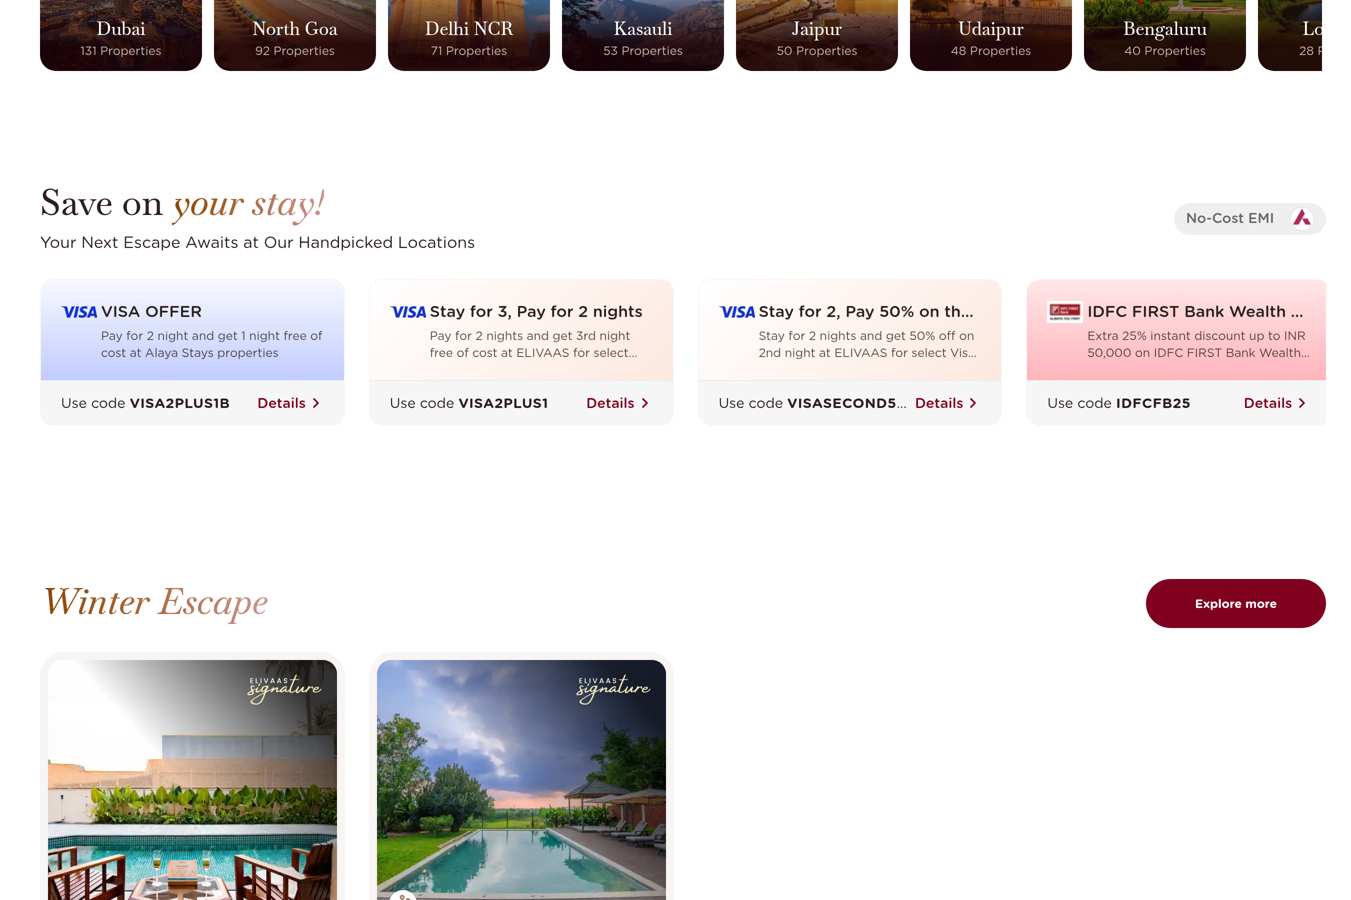 Dubai
131 Properties
North Goa
92 Properties
Delhi NCR
71 Properties
Kasauli
53 Properties
Jaipur
50 Properties
Udaipur
48 Properties
Bengaluru
40 Properties
Lo
28 P
Save on your stay!
Your Next Escape Awaits at Our Handpicked Locations
No-Cost EMI
VISA VISA OFFER
Pay for 2 night and get 1 night free of
cost at Alaya Stays properties
Use code VISA2PLUS1B Details
VISA Stay for 3, Pay for 2 nights
Pay for 2 nights and get 3rd night
free of cost at ELIVAAS for select...
Use code VISA2PLUS1 Details
VISA Stay for 2, Pay 50% on th...
Stay for 2 nights and get 50% off on
2nd night at ELIVAAS for select Vis...
Use code VISASECOND5... Details
IDFC FIRST Bank Wealth ...
Extra 25% instant discount up to INR
50,000 on IDFC FIRST Bank Wealth...
Use code IDFCFB25 Details
Winter Escape
Explore more
ELIVAAS
signature
ELIVAAS
signature